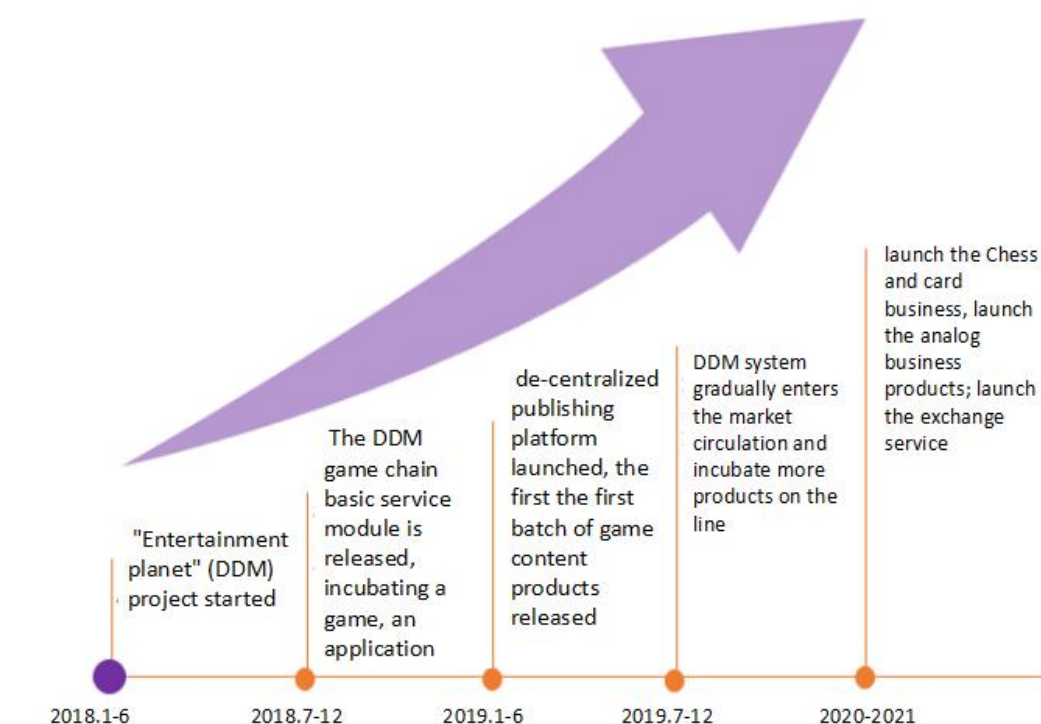 "Entertainment
planet" (DDM)
project started
The DDM
game chain
basic service
module is
released,
incubating a
game, an
application
de-centralized
publishing
platform
launched, the
first the first
batch of game
content
products
released
DDM system
gradually enters
the market
circulation and
incubate more
products on the
line
launch the Chess
and card
business, launch
the analog
business
products; launch
the exchange
service
2018.1-6
2018.7-12
2019.1-6
2019.7-12
2020-2021